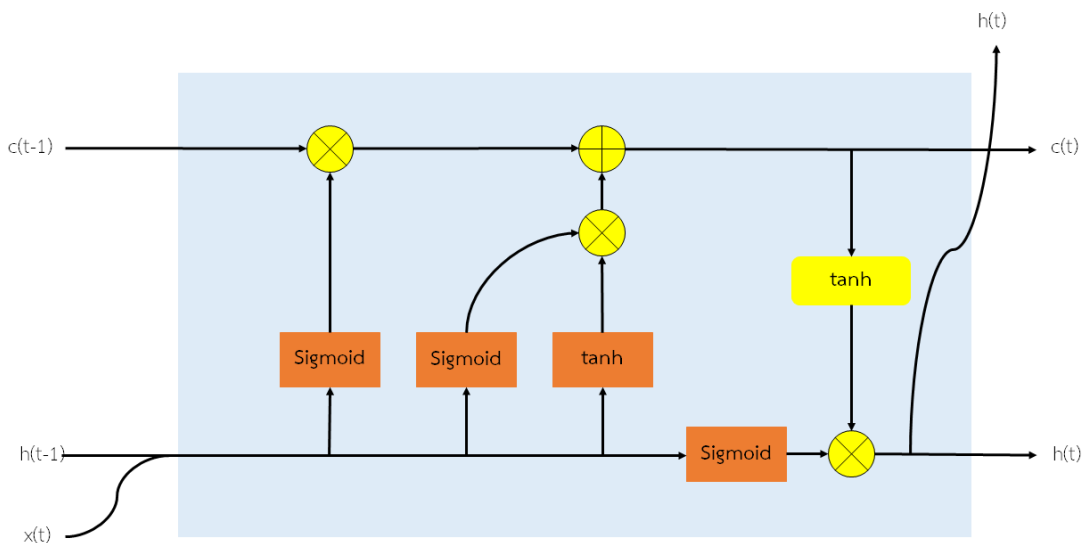 h(t)
c(t-1)
c(t)
tanh
Sigmoid
Sigmoid
tanh
h(t-1)
Sigmoid
h(t)
x(t)